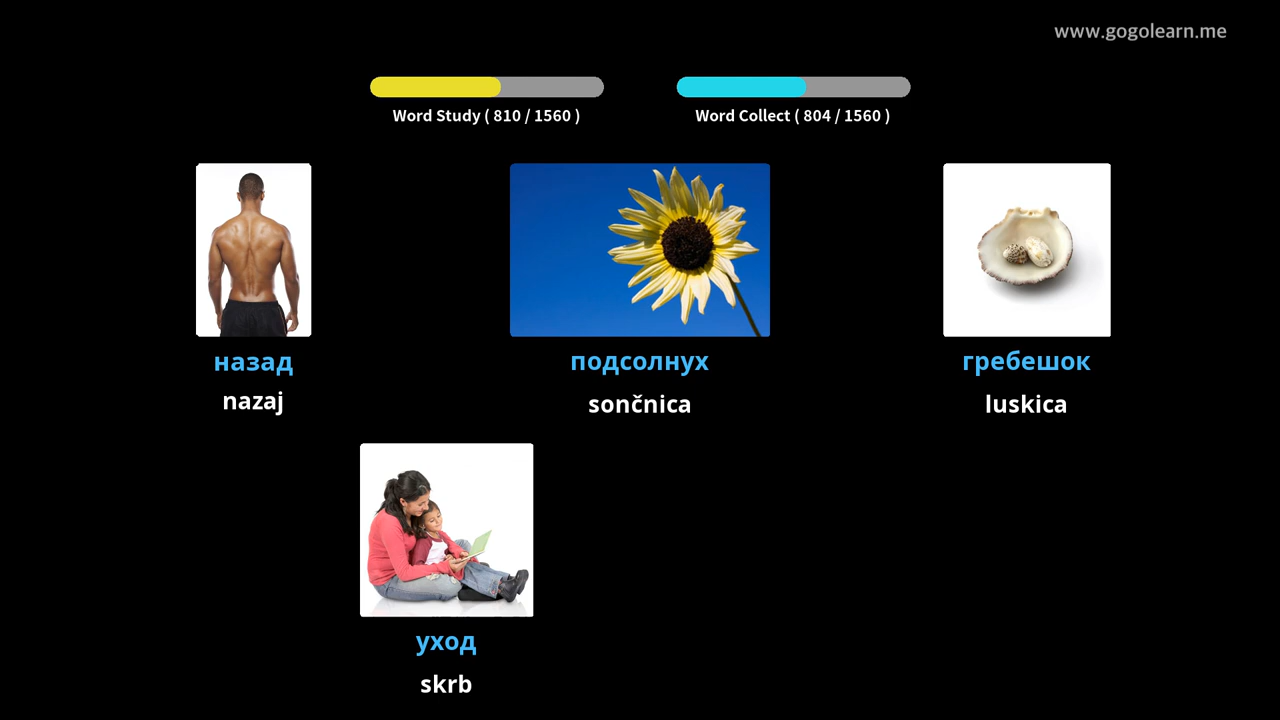 www.gogolearn.me
Word Study ( 810 / 1560 )
Word Collect ( 804 / 1560 )
назад
подсолнух
гребешок
nazaj
sončnica
luskica
уход
skrb